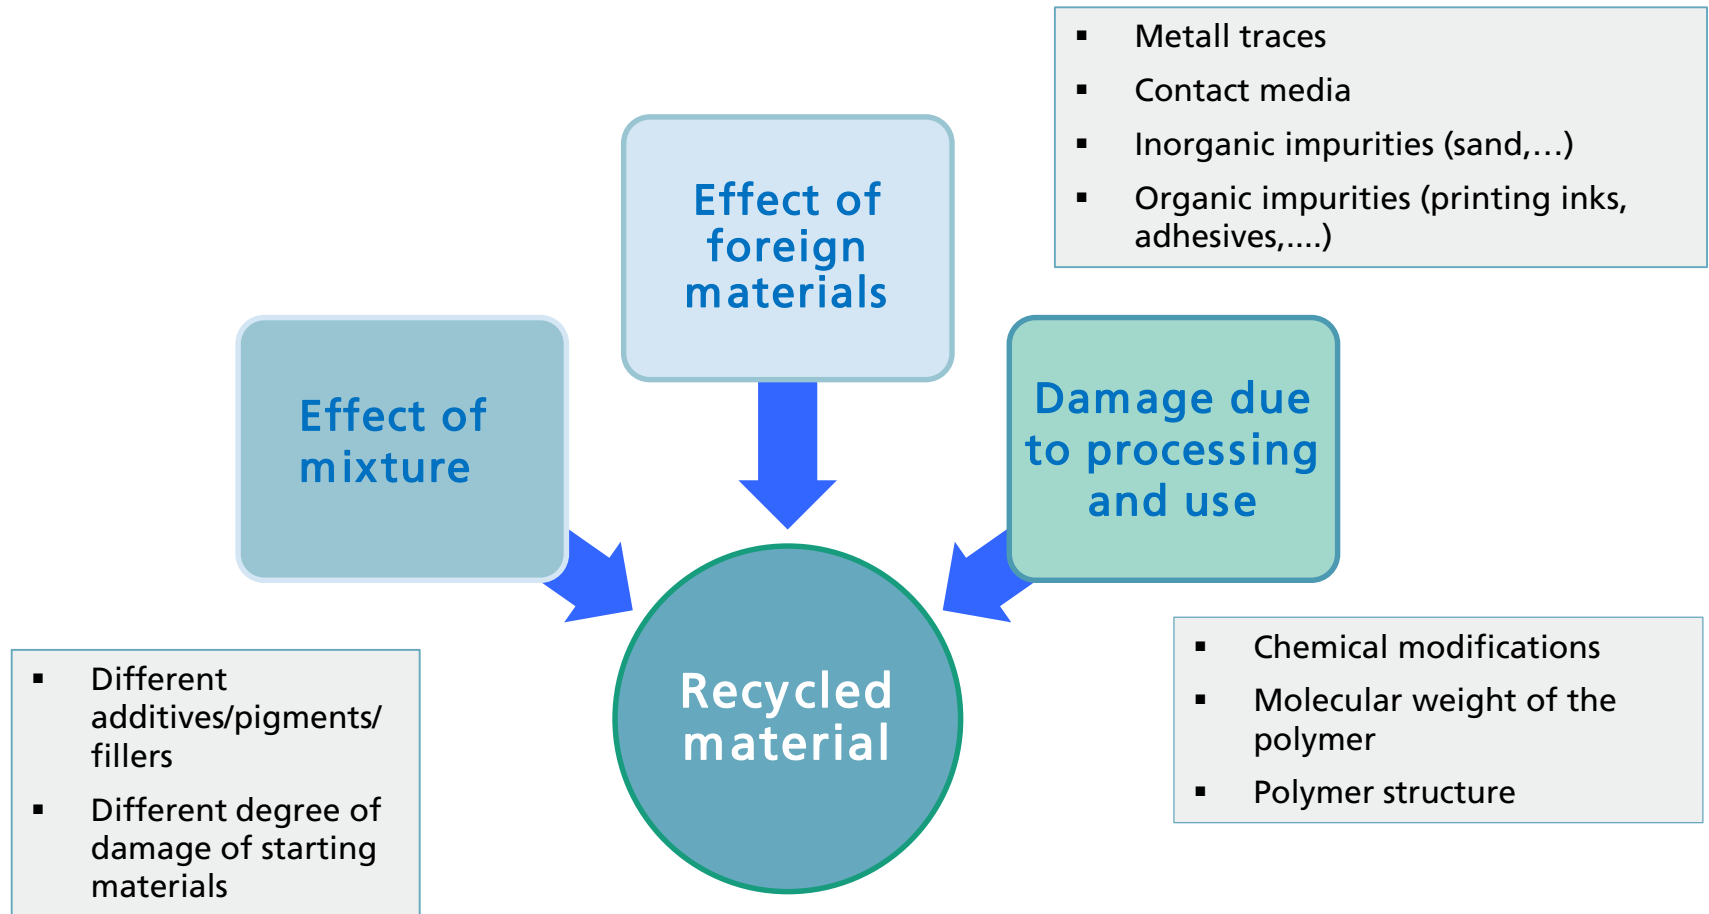 ▪ Metall traces
▪ Contact media
▪ Inorganic impurities (sand,…)
▪ Organic impurities (printing inks,
adhesives,....)
Effect of
foreign
materials
Effect of
mixture
Damage due
to processing
and use
Recycled
material
▪ Different
additives/pigments/
fillers
▪ Different degree of
damage of starting
materials
▪ Chemical modifications
▪ Molecular weight of the
polymer
▪ Polymer structure